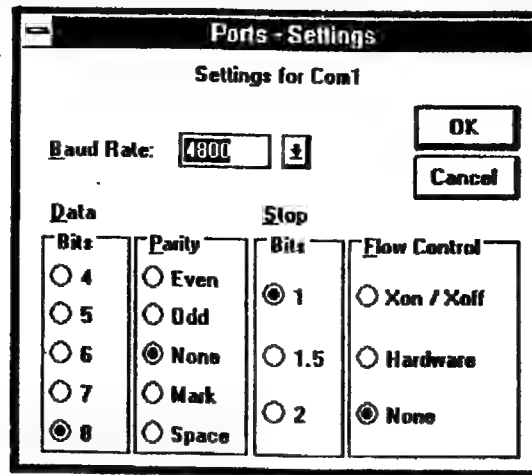 Ports - Settings
Settings for Com1
Baud Rate: 4800
OK
Cancel
Data Bits
4
5
6
7
8
Parity
Even
Odd
None
Mark
Space
Stop Bits
1
1.5
2
Flow Control
Xon / Xoff
Hardware
None